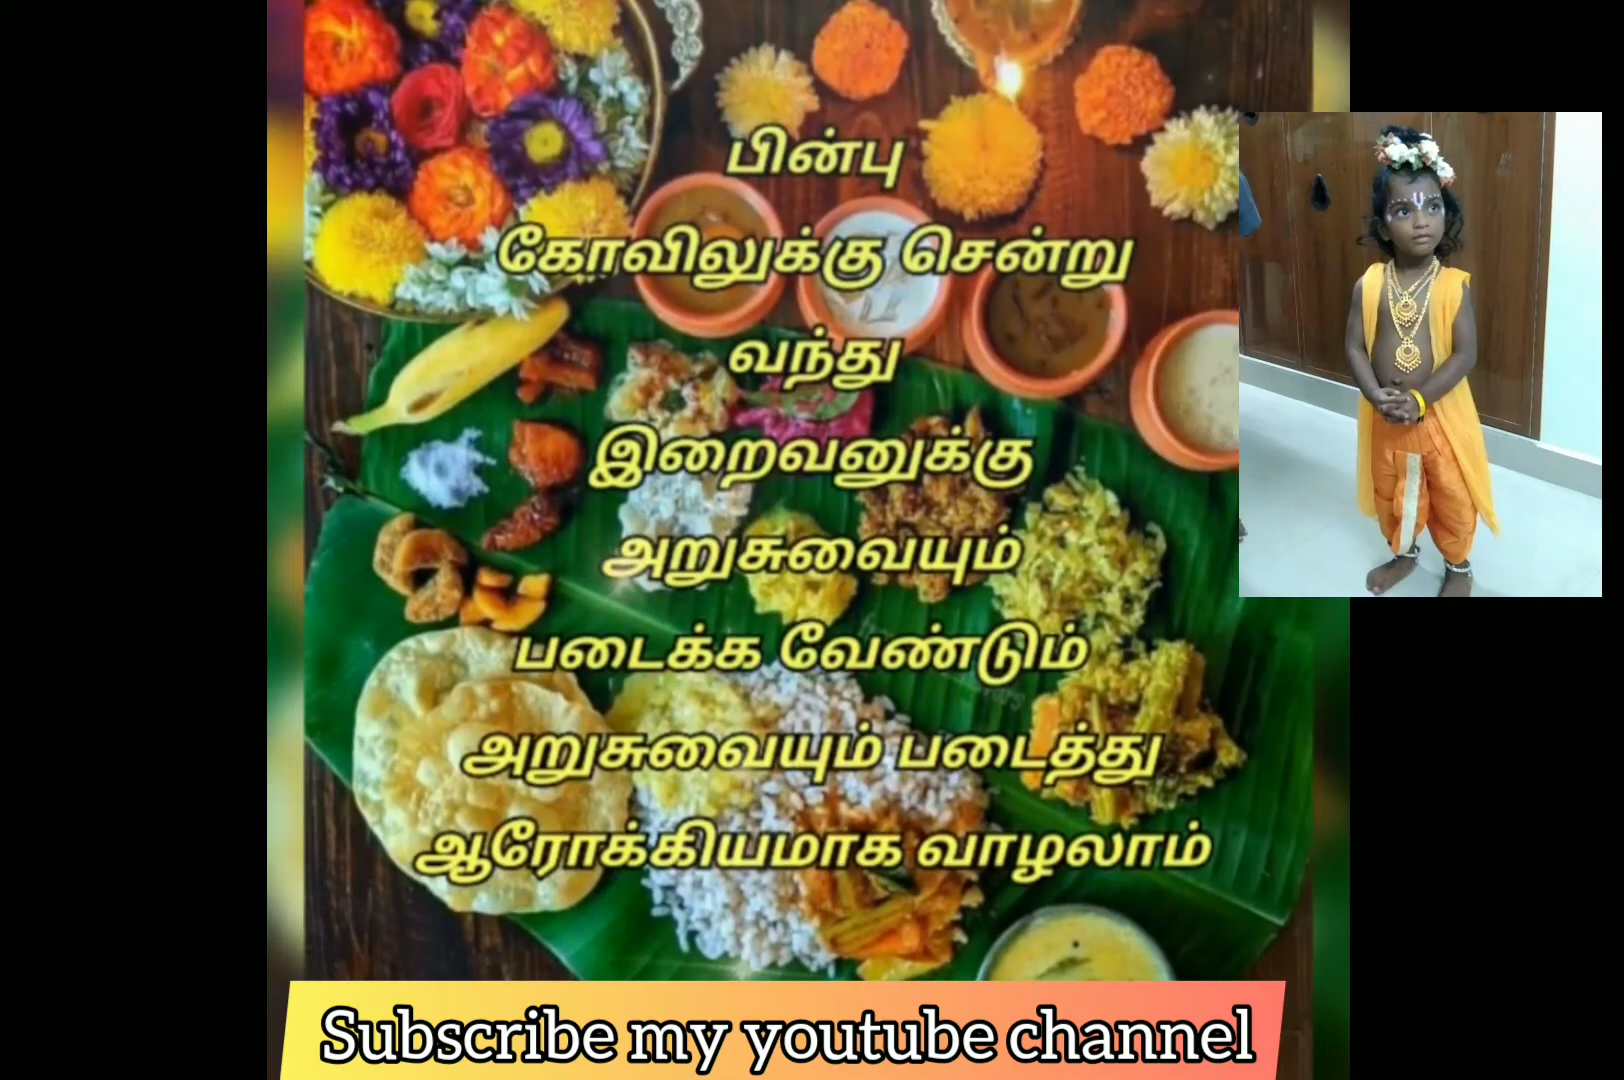 பின்பு
கோவிலுக்கு சென்று
வந்து
இறைவனுக்கு
அறுசுவையும்
படைக்க வேண்டும்
அறுசுவையும் படைத்து
ஆரோக்கியமாக வாழலாம்
Subscribe my youtube channel